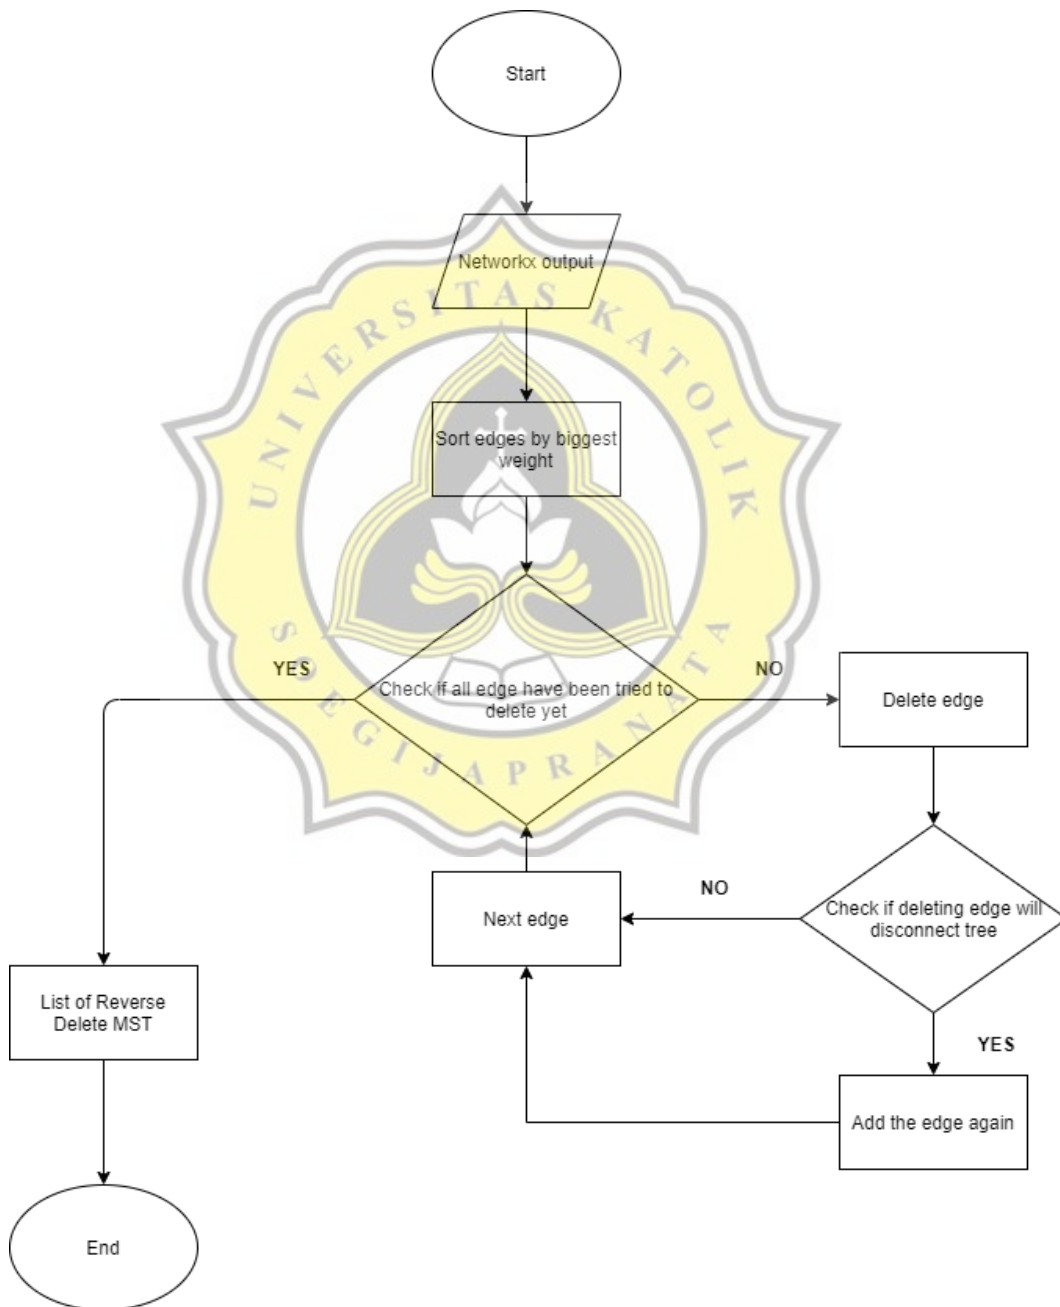 Start
Networkx output
UNIVERSITAS KATOLIK
SOEGIJAPRANATA
Sort edges by biggest
weight
YES
Check if all edge have been tried to
delete yet
NO
Delete edge
NO
Next edge
Check if deleting edge will
disconnect tree
List of Reverse
Delete MST
YES
Add the edge again
End